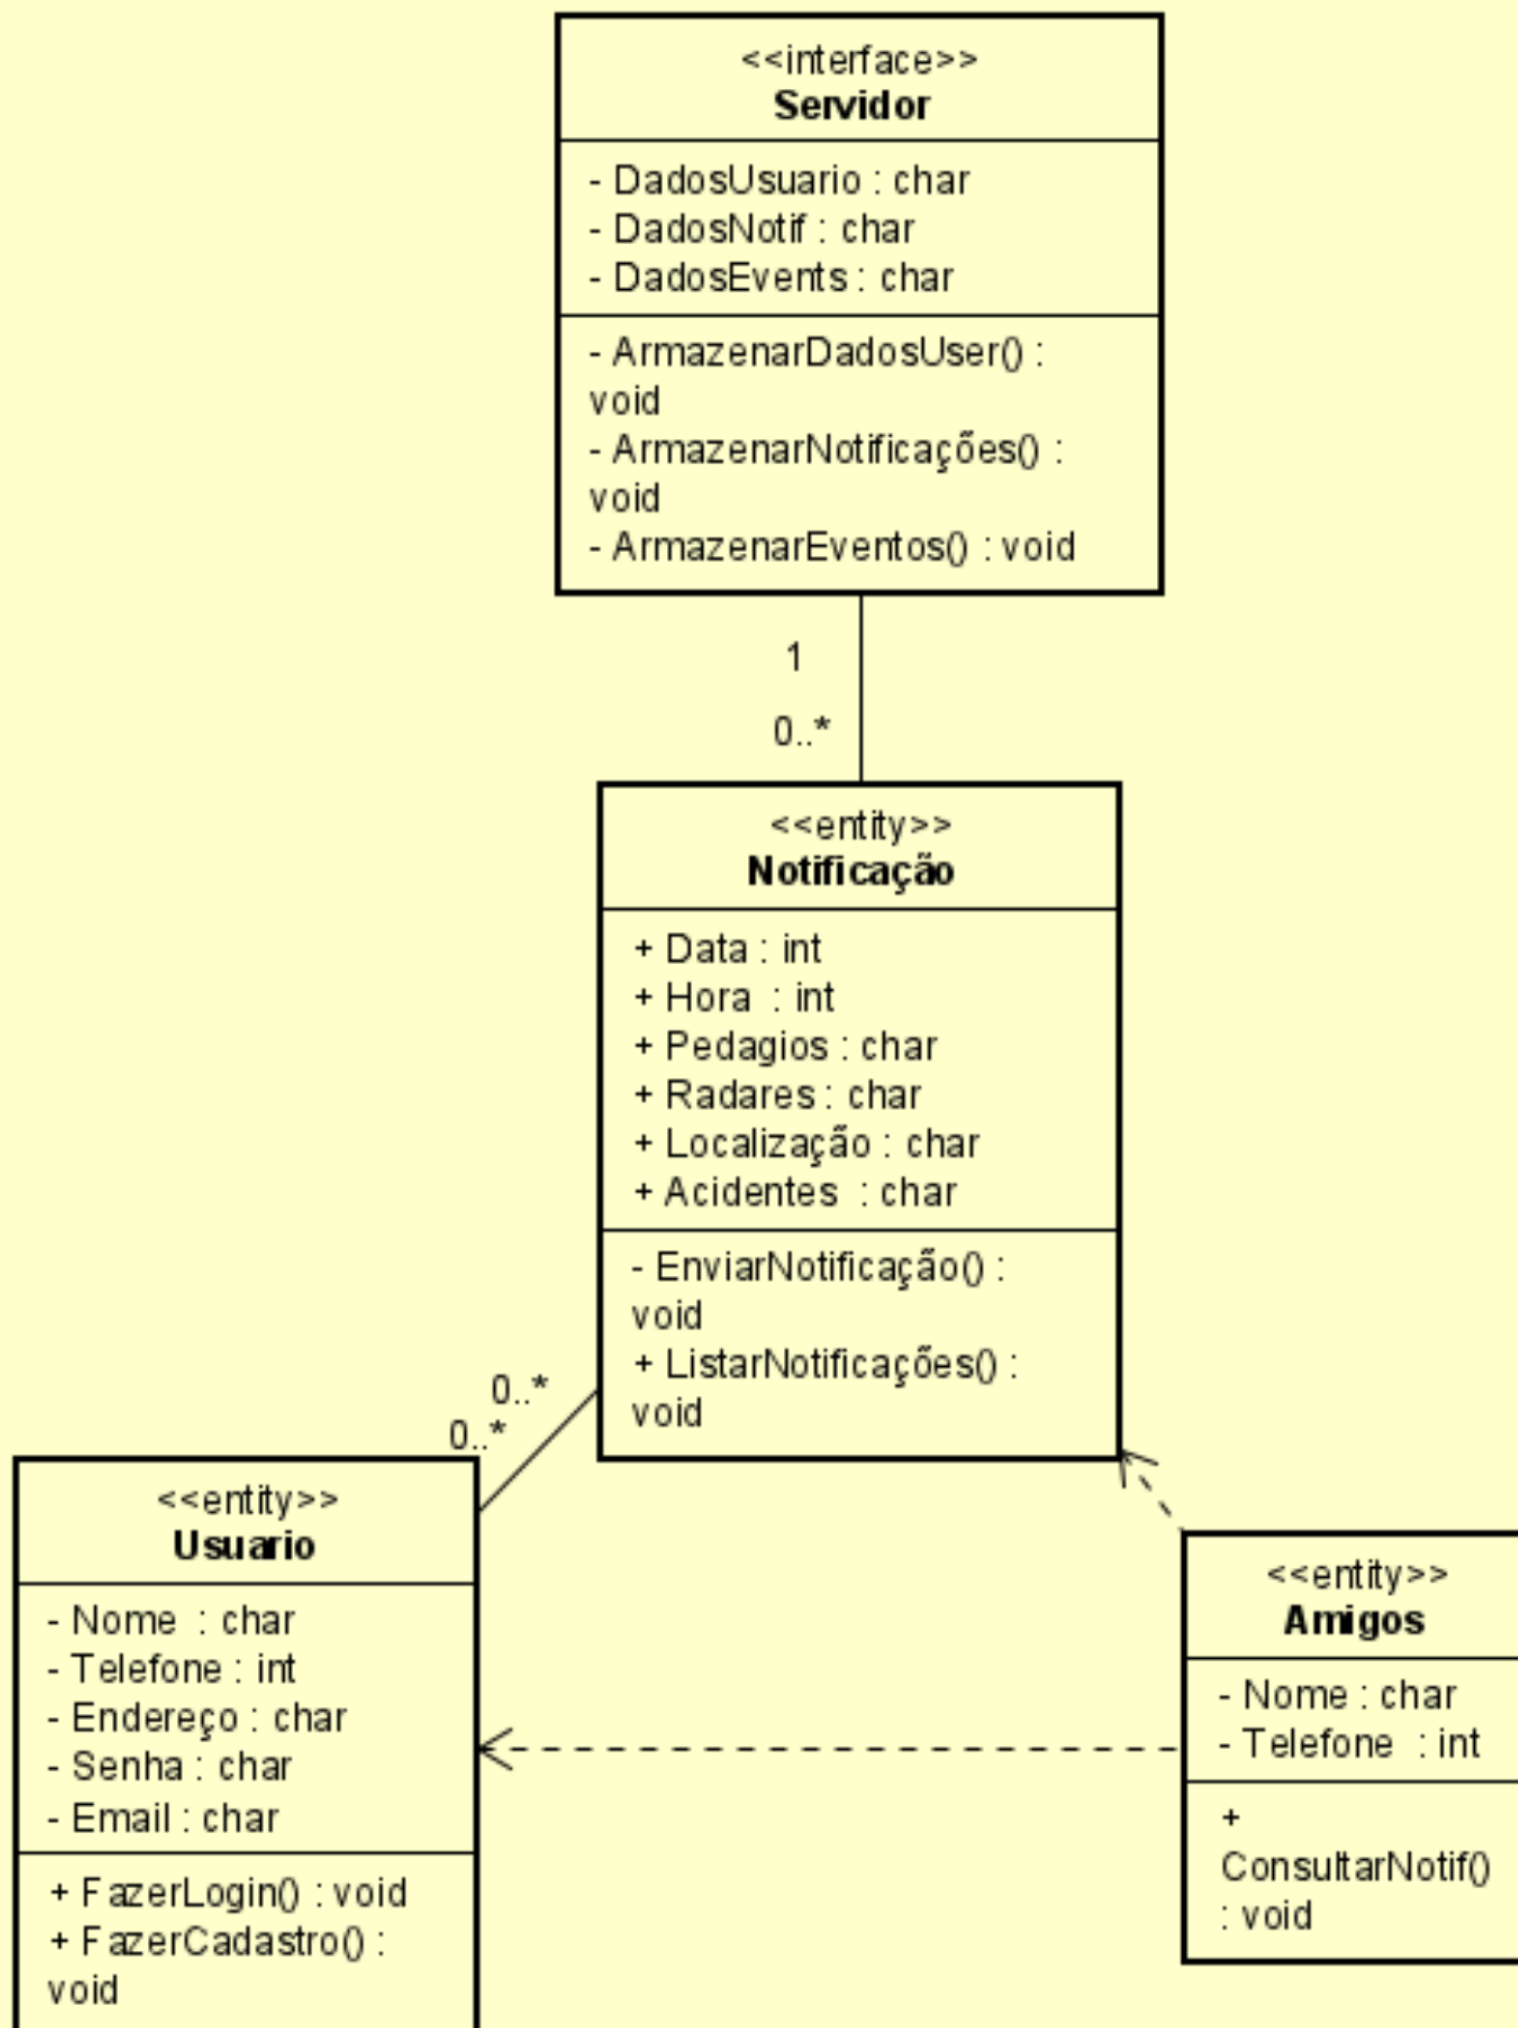 <<interface>>
Servidor
- DadosUsuario : char
- DadosNotif : char
- DadosEvents : char
- ArmazenarDadosUser() :
void
- ArmazenarNotificações() :
void
- ArmazenarEventos() : void
1
0..*
<<entity>>
Notificação
+ Data : int
+ Hora : int
+ Pedagios : char
+ Radares : char
+ Localização : char
+ Acidentes : char
- EnviarNotificação() :
void
+ ListarNotificações() :
void
0..*
0..*
<<entity>>
Usuario
- Nome : char
- Telefone : int
- Endereço : char
- Senha : char
- Email : char
+ FazerLogin() : void
+ FazerCadastro() :
void
<<entity>>
Amigos
- Nome : char
- Telefone : int
+
ConsultarNotif()
: void